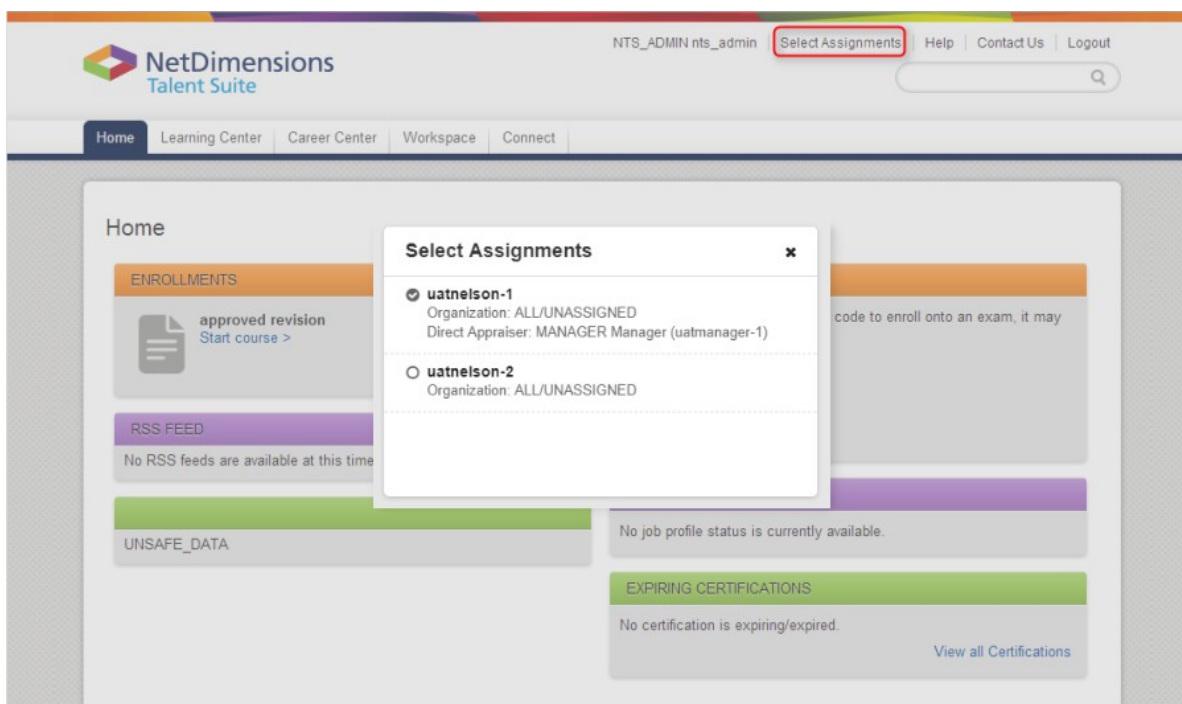 NTS_ADMIN nts_admin Select Assignments Help Contact Us Logout
NetDimensions
Talent Suite
Home Learning Center Career Center Workspace Connect
Home
ENROLLMENTS
approved revision
Start course >
RSS FEED
No RSS feeds are available at this time
UNSAFE_DATA
Select Assignments
uatnelson-1
Organization: ALL/UNASSIGNED
Direct Appraiser: MANAGER Manager (uatmanager-1)
uatnelson-2
Organization: ALL/UNASSIGNED
code to enroll onto an exam, it may
No job profile status is currently available.
EXPIRING CERTIFICATIONS
No certification is expiring/expired.
View all Certifications